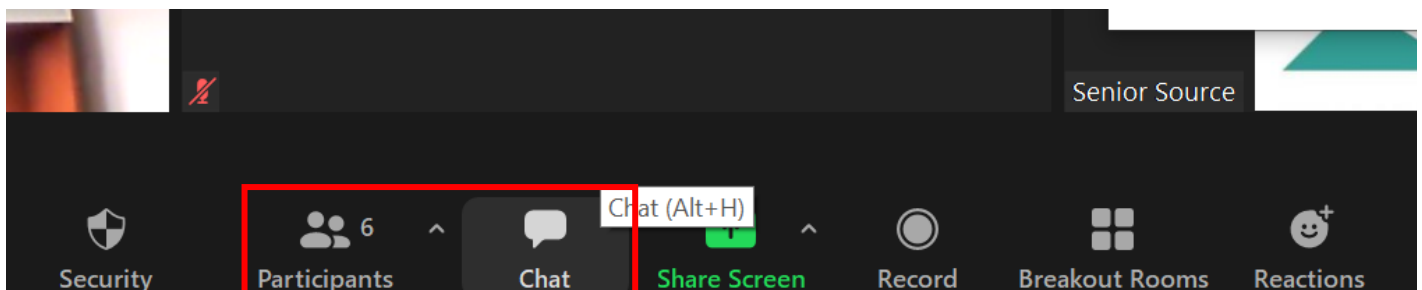 Senior Source
Chat (Alt+H)
6
Security Participants Chat Share Screen Record Breakout Rooms Reactions